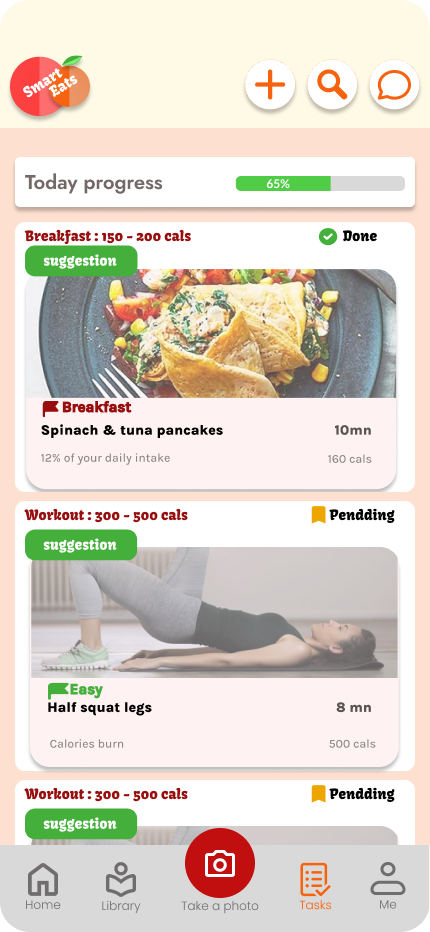 Smart
Eats
Today progress 65%
Breakfast : 150 - 200 cals Done
suggestion
Breakfast
Spinach & tuna pancakes 10mn
12% of your daily intake 160 cals
Workout : 300 - 500 cals Pendding
suggestion
Easy
Half squat legs 8 mn
Calories burn 500 cals
Workout : 300 - 500 cals Pendding
suggestion
Home Library Take a photo Tasks Me